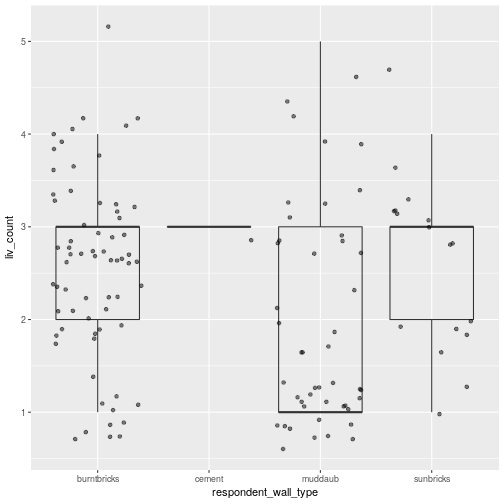 5
4
3
2
1
liv_count
burntbricks cement muddaub sunbricks
respondent_wall_type